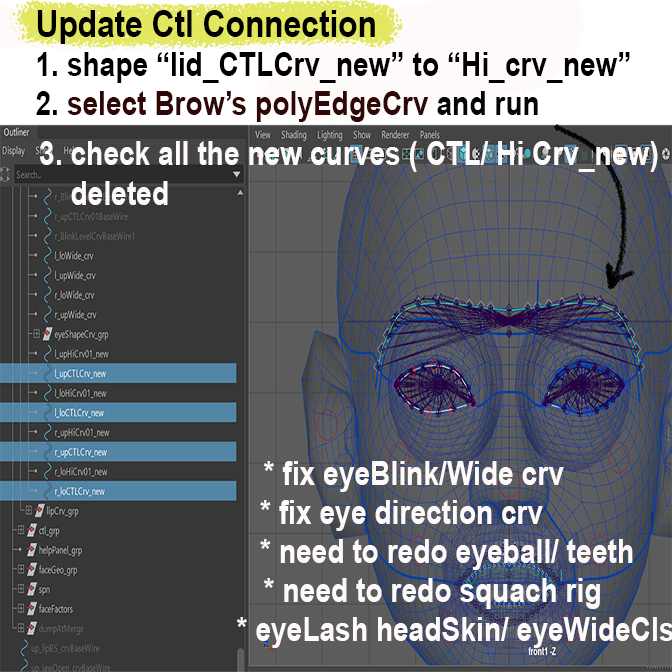 Update Ctl Connection
1. shape “lid_CTLCrv_new” to “Hi_crv_new”
2. select Brow’s polyEdgeCrv and run
Outliner
View Shading Lighting Show Renderer Panels
Display
3. check all the new curves ( CTL/ Hi Crv_new)
deleted
Search...
r_upCTLCrv01BaseWire
r_BlinkLevelCrvBaseWire1
l_loWide_crv
l_upWide_crv
r_loWide_crv
r_upWide_crv
eyeShapeCrv_grp
l_upHiCrv01_new
l_upCTLCrv_new
l_loHiCrv01_new
l_loCTLCrv_new
r_upHiCrv01_new
r_upCTLCrv_new
r_loHiCrv01_new
r_loCTLCrv_new
lipCrv_grp
ctl_grp
helpPanel_grp
faceGeo_grp
spn
faceFactors
dumpAtMerge
up_lipBS_crvBaseWire
up_jawOpen_crvBaseWire
* fix eyeBlink/Wide crv
* fix eye direction crv
* need to redo eyeball/ teeth
* need to redo squach rig
* eyeLash headSkin/ eyeWideCls
front1 -Z